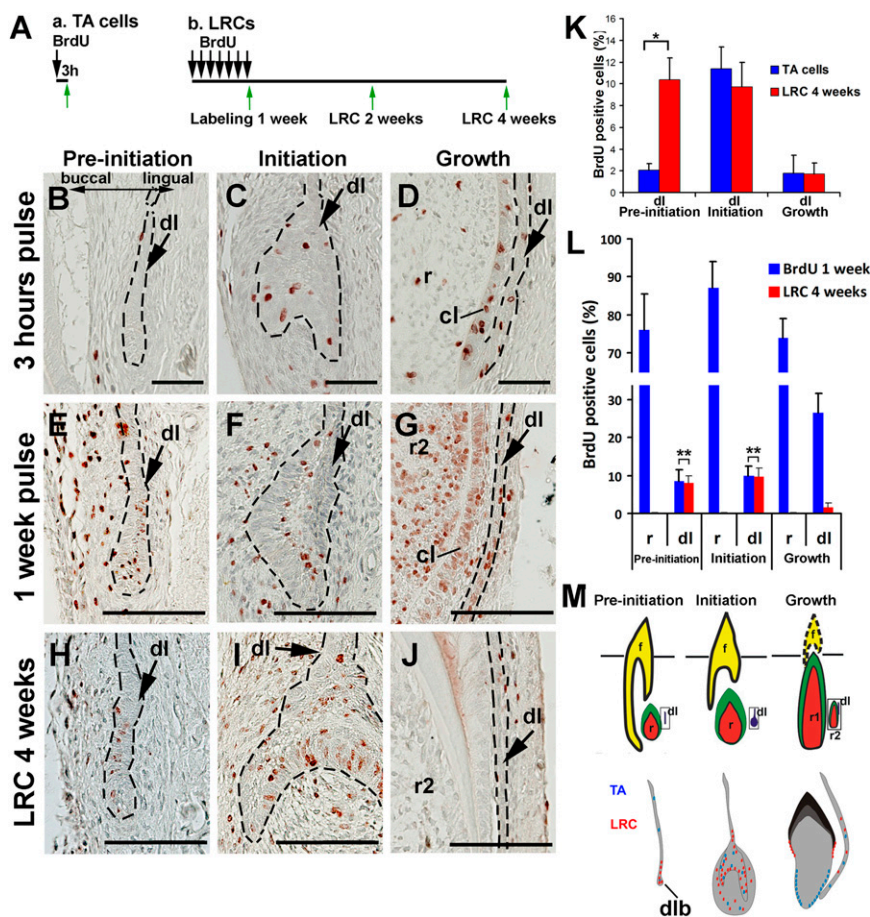 A
a. TA cells
BrdU
3h
b. LRCs
BrdU
Labeling 1 week
LRC 2 weeks
LRC 4 weeks
Pre-initiation
Initiation
Growth
buccal
lingual
3 hours pulse
B
dl
C
dl
D
dl
r
cl
1 week pulse
E
dl
F
dl
G
dl
r2
cl
LRC 4 weeks
H
dl
I
dl
J
dl
r2
K
BrdU positive cells (%)
16
14
12
10
8
6
4
2
0
*
TA cells
LRC 4 weeks
dl
Pre-initiation
dl
Initiation
dl
Growth
L
BrdU positive cells (%)
100
90
80
70
30
20
10
0
BrdU 1 week
LRC 4 weeks
**
**
r
dl
r
dl
r
dl
Pre-initiation
Initiation
Growth
M
Pre-initiation
Initiation
Growth
f
r
dl
f
r
dl
f
r1
dl
r2
TA
LRC
dlb